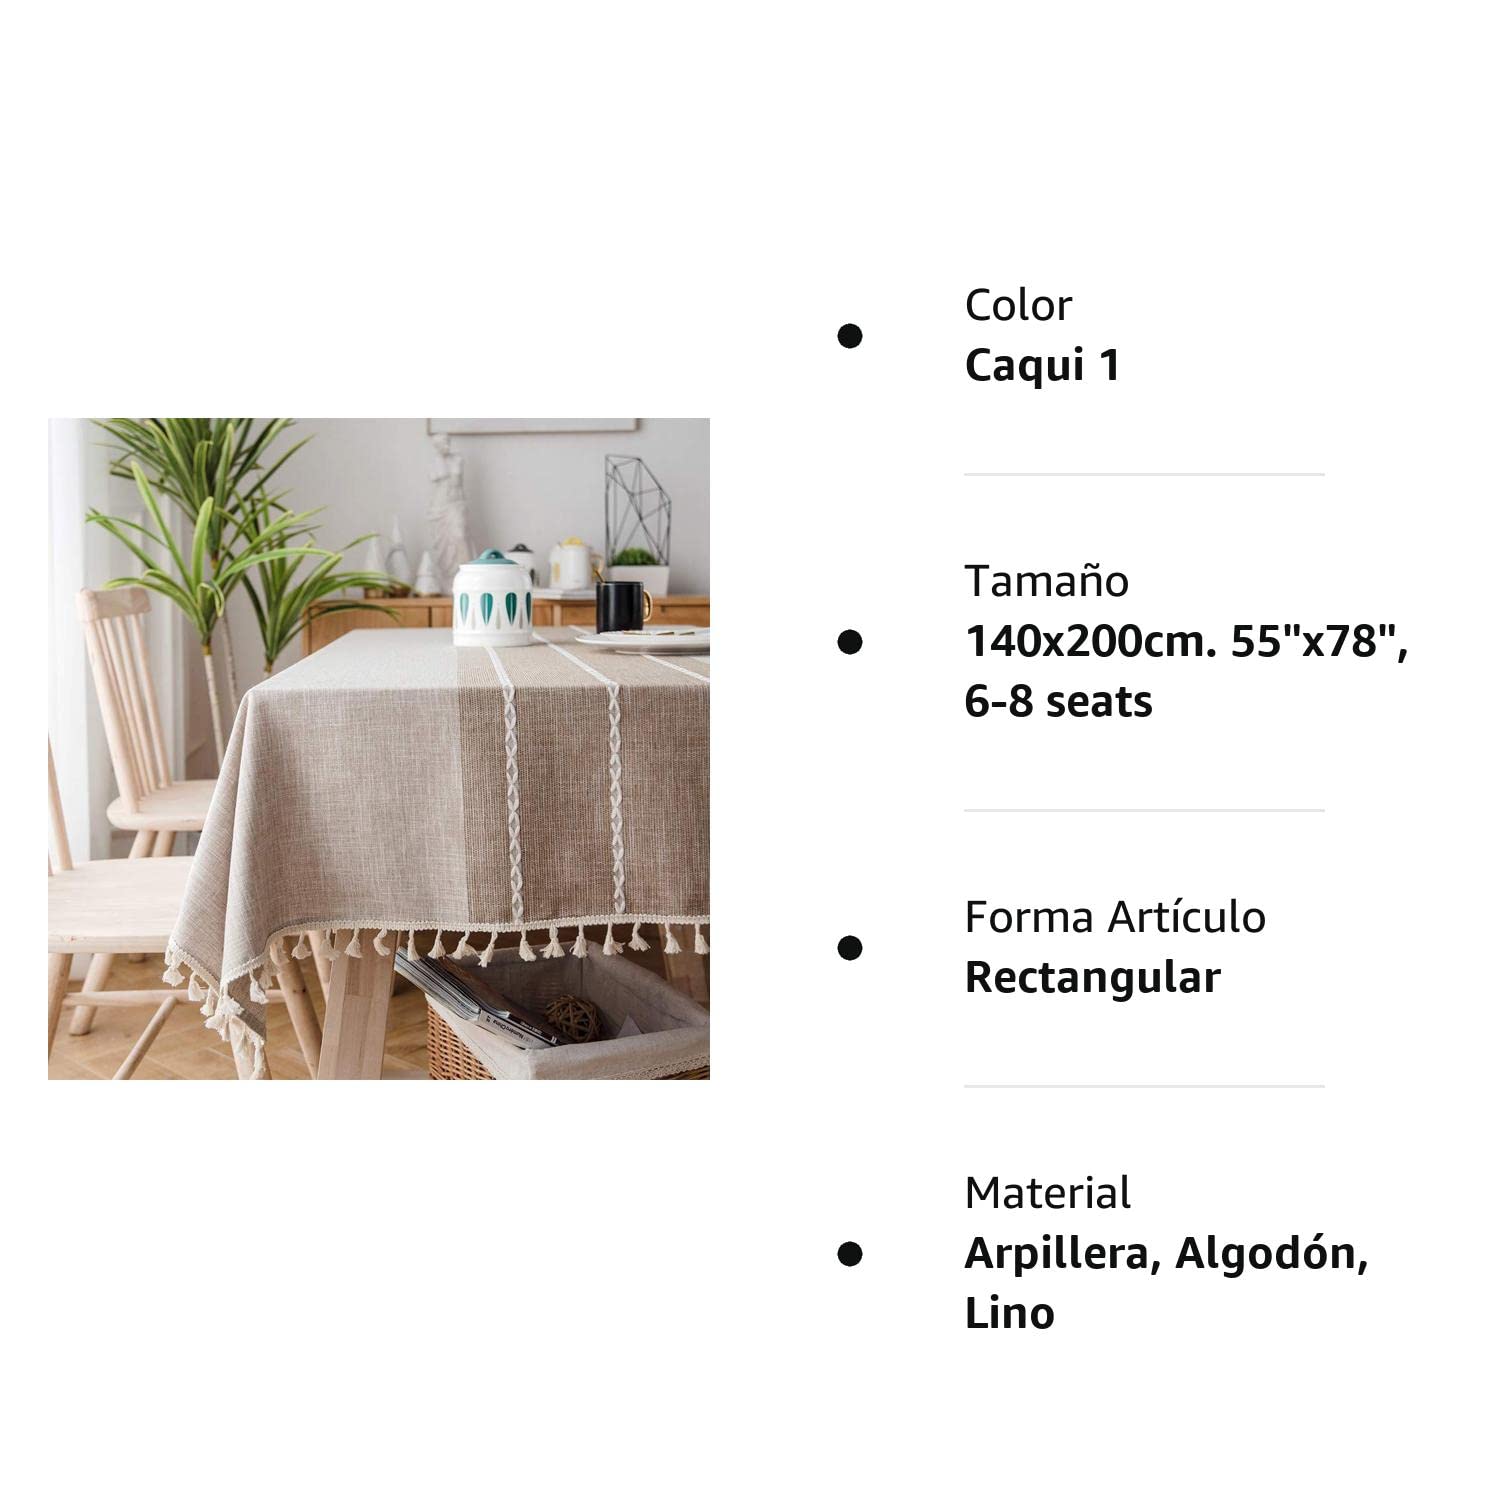 Color
Caqui 1
Tamaño
140x200cm. 55"x78",
6-8 seats
Forma Artículo
Rectangular
Material
Arpillera, Algodón,
Lino